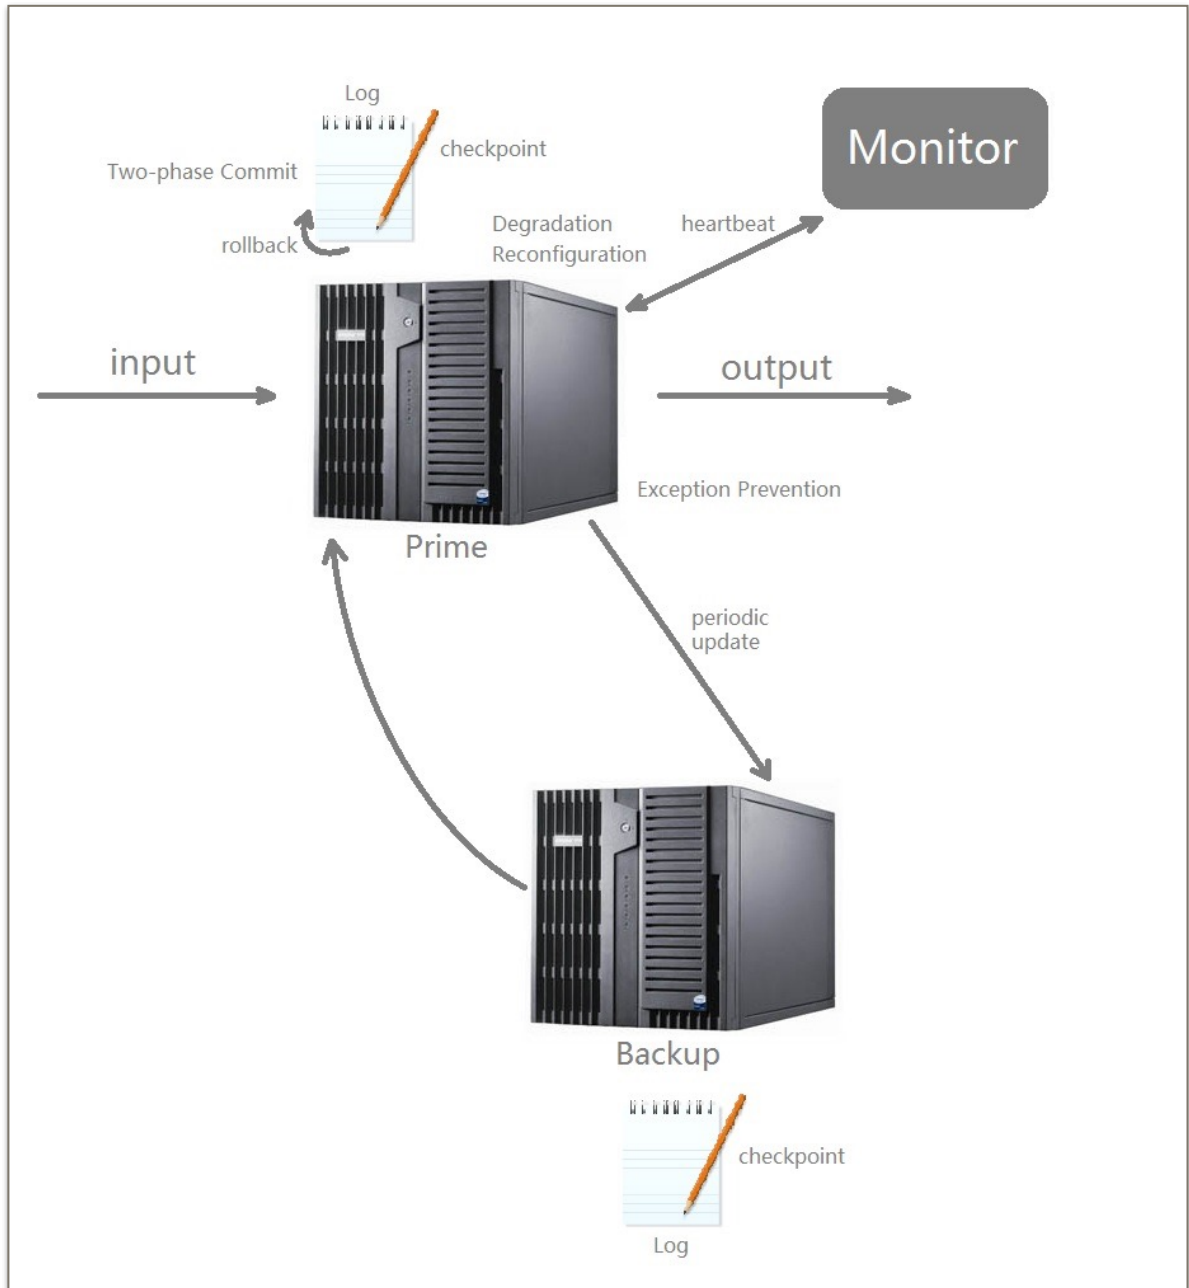 Log
checkpoint
Two-phase Commit
rollback
Degradation
Reconfiguration
heartbeat
Monitor
input
output
Exception Prevention
Prime
periodic
update
Backup
checkpoint
Log